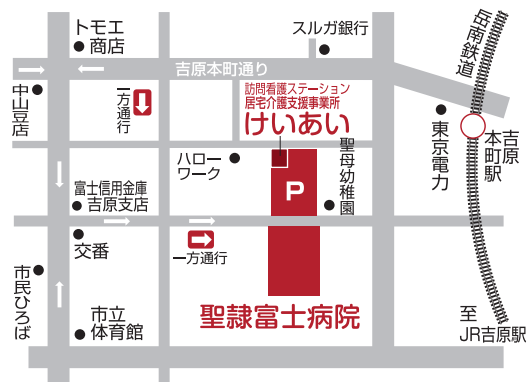 トモエ
商店
スルガ銀行
岳南鉄道
吉原本町通り
中山豆店
一方通行
訪問看護ステーション
居宅介護支援事業所
けいあい
東京電力
吉原
本町駅
ハロー
ワーク
聖母幼稚園
富士信用金庫
吉原支店
P
交番
一方通行
市民ひろば
市立
体育館
聖隷富士病院
至
JR吉原駅